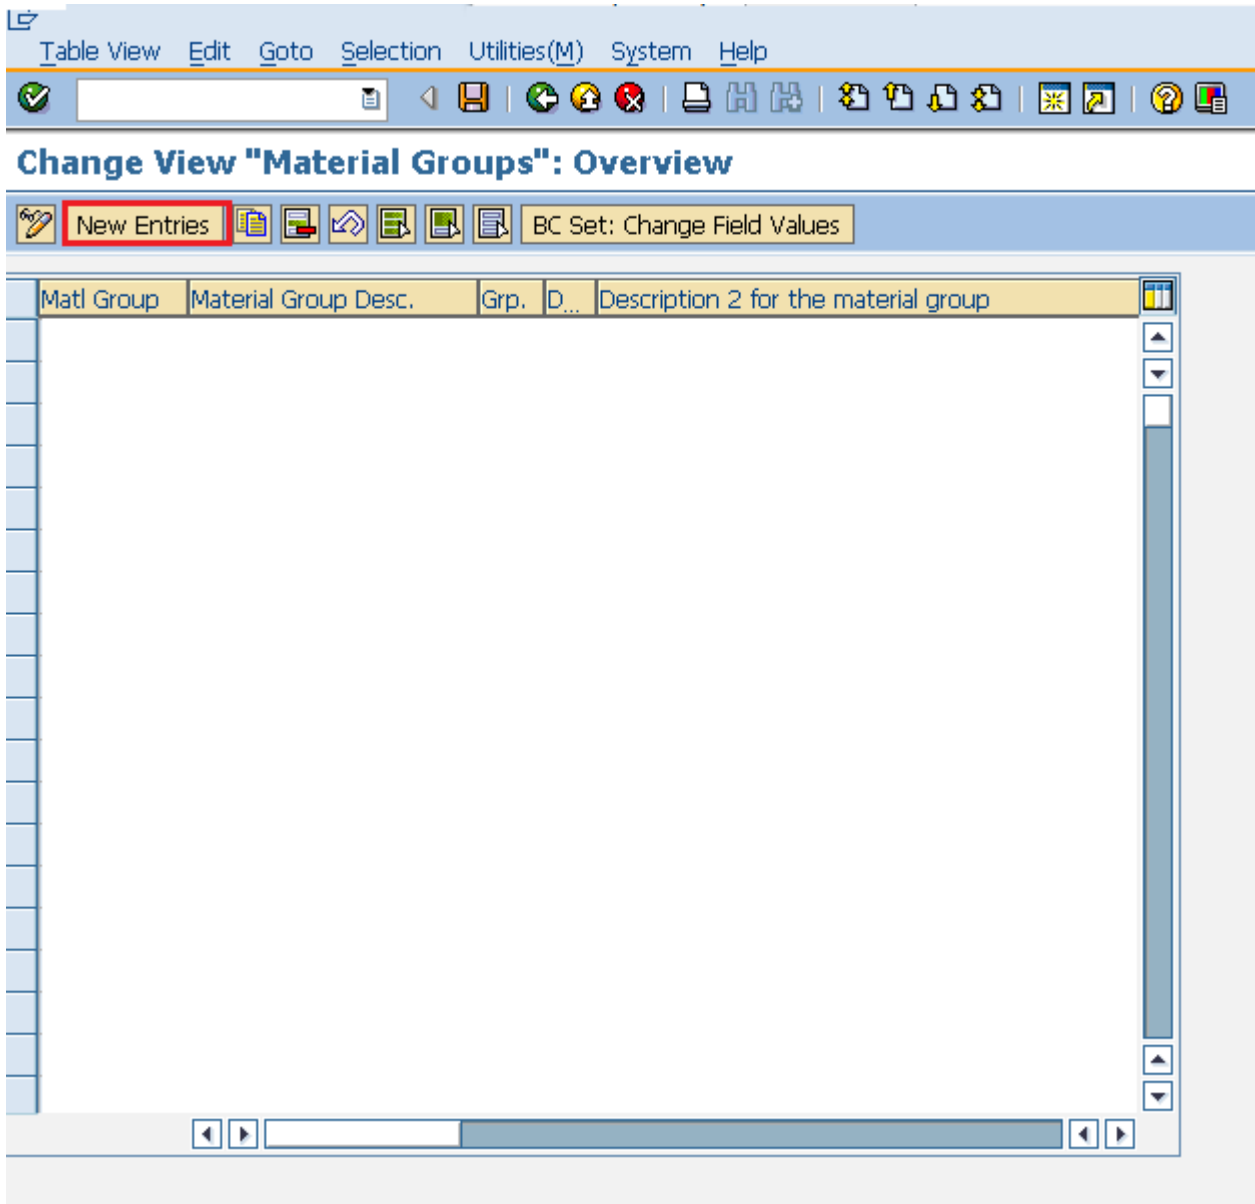 Table View Edit Goto Selection Utilities(M) System Help
Change View "Material Groups": Overview
New Entries BC Set: Change Field Values
Matl Group Material Group Desc. Grp. D... Description 2 for the material group